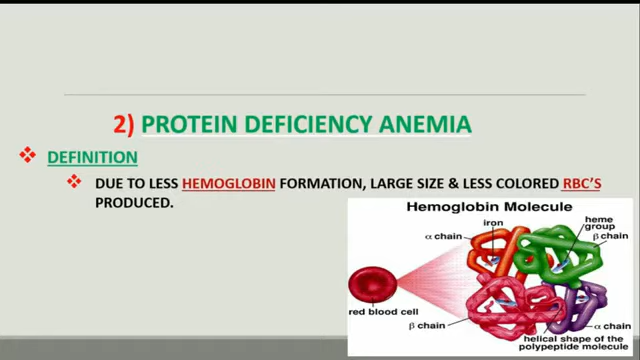 2) PROTEIN DEFICIENCY ANEMIA
❖ DEFINITION
❖ DUE TO LESS HEMOGLOBIN FORMATION, LARGE SIZE & LESS COLORED RBC'S
PRODUCED.
Hemoglobin Molecule
iron
heme
group
α chain
β chain
red blood cell
β chain
α chain
helical shape of the
polypeptide molecule